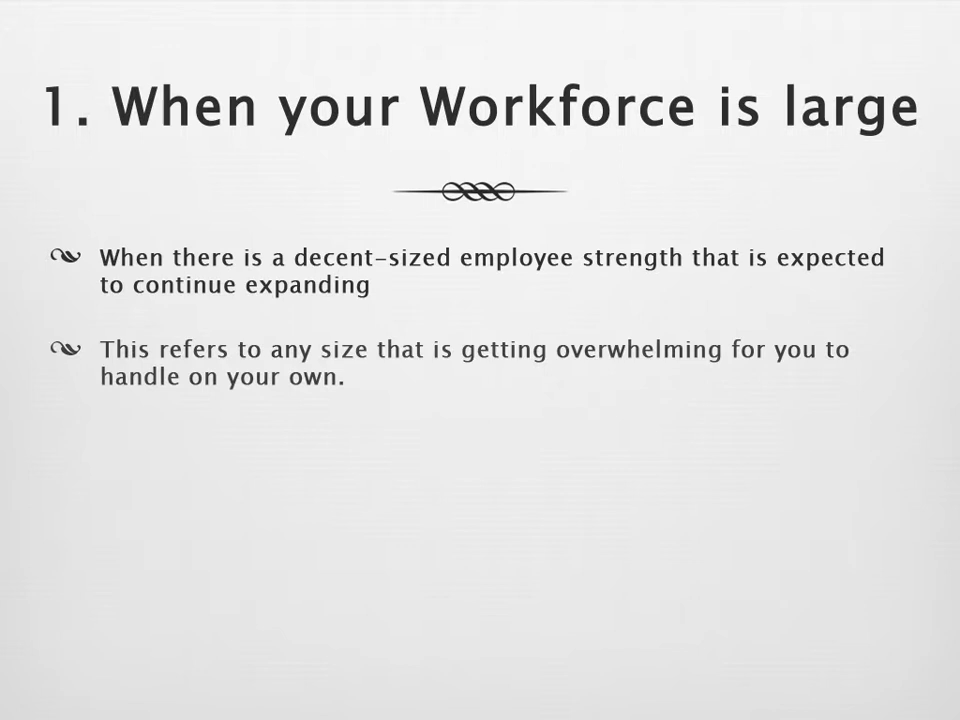 1. When your Workforce is large
When there is a decent-sized employee strength that is expected
to continue expanding
This refers to any size that is getting overwhelming for you to
handle on your own.